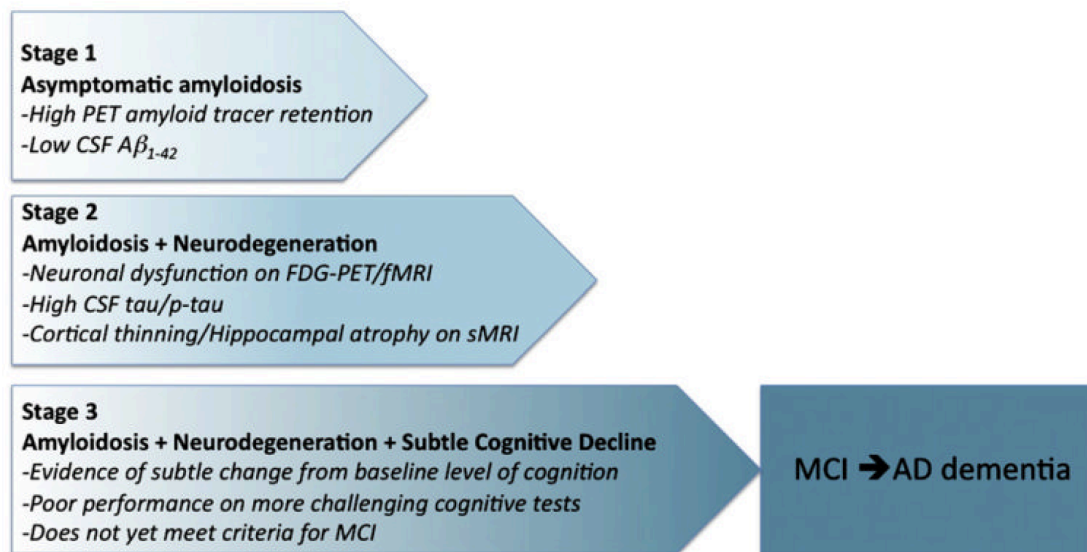 Stage 1
Asymptomatic amyloidosis
-High PET amyloid tracer retention
-Low CSF Aβ1-42
Stage 2
Amyloidosis + Neurodegeneration
-Neuronal dysfunction on FDG-PET/fMRI
-High CSF tau/p-tau
-Cortical thinning/Hippocampal atrophy on sMRI
Stage 3
Amyloidosis + Neurodegeneration + Subtle Cognitive Decline
-Evidence of subtle change from baseline level of cognition
-Poor performance on more challenging cognitive tests
-Does not yet meet criteria for MCI
MCI ➔ AD dementia